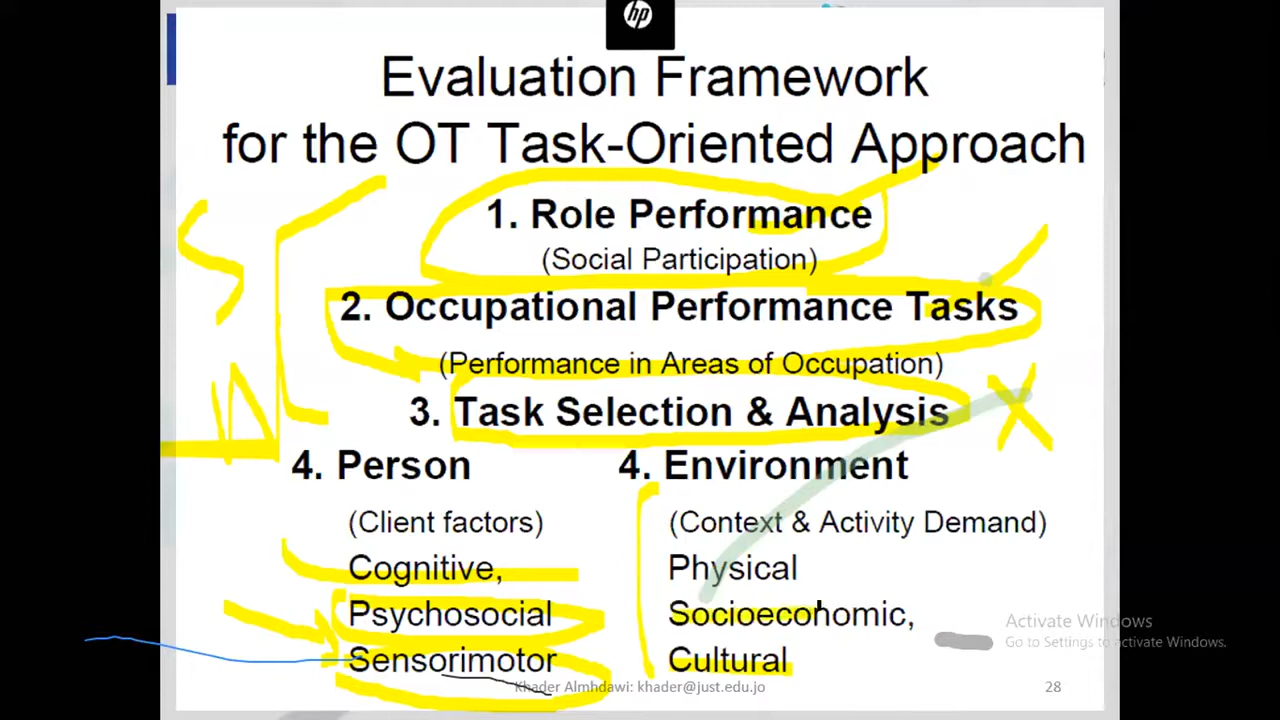 hp
Evaluation Framework
for the OT Task-Oriented Approach
1. Role Performance
(Social Participation)
2. Occupational Performance Tasks
(Performance in Areas of Occupation)
3. Task Selection & Analysis
4. Person 4. Environment
(Client factors) (Context & Activity Demand)
Cognitive, Physical
Psychosocial Socioeconomic,
Sensorimotor Cultural
Activate Windows
Go to Settings to activate Windows.
Khader Almhdawi: khader@just.edu.jo 28